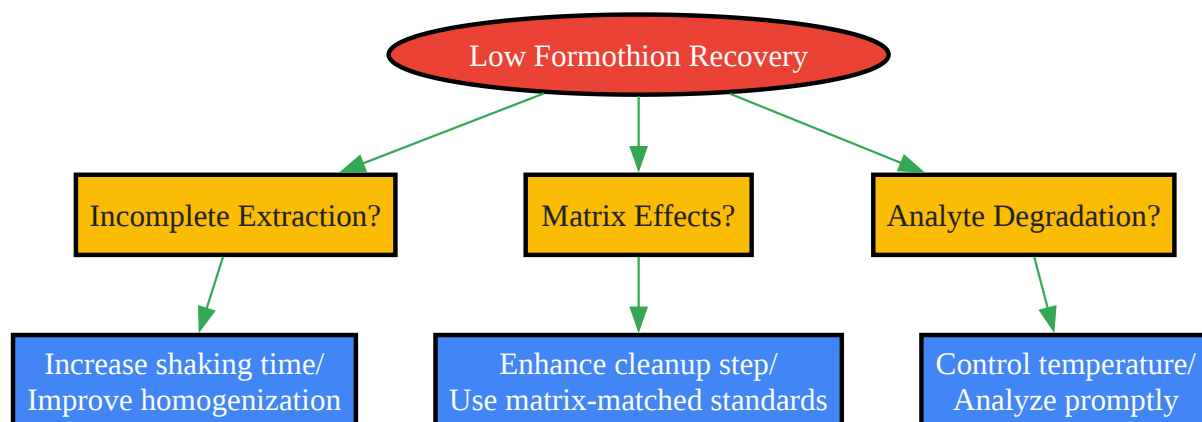 Low Formothion Recovery
Incomplete Extraction?
Matrix Effects?
Analyte Degradation?
Increase shaking time/
Improve homogenization
Enhance cleanup step/
Use matrix-matched standards
Control temperature/
Analyze promptly